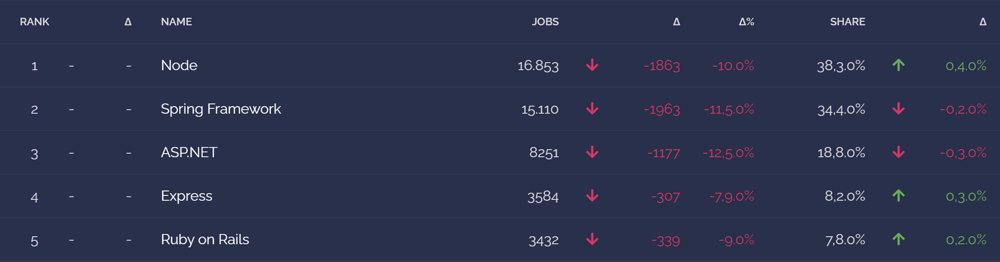 RANK Δ NAME JOBS Δ Δ% SHARE Δ
1 - - Node 16.853 ↓ -1863 -10.0% 38,3.0% ↑ 0,4.0%
2 - - Spring Framework 15.110 ↓ -1963 -11,5.0% 34,4.0% ↓ -0,2.0%
3 - - ASP.NET 8251 ↓ -1177 -12,5.0% 18,8.0% ↓ -0,3.0%
4 - - Express 3584 ↓ -307 -7,9.0% 8,2.0% ↑ 0,3.0%
5 - - Ruby on Rails 3432 ↓ -339 -9.0% 7,8.0% ↑ 0,2.0%